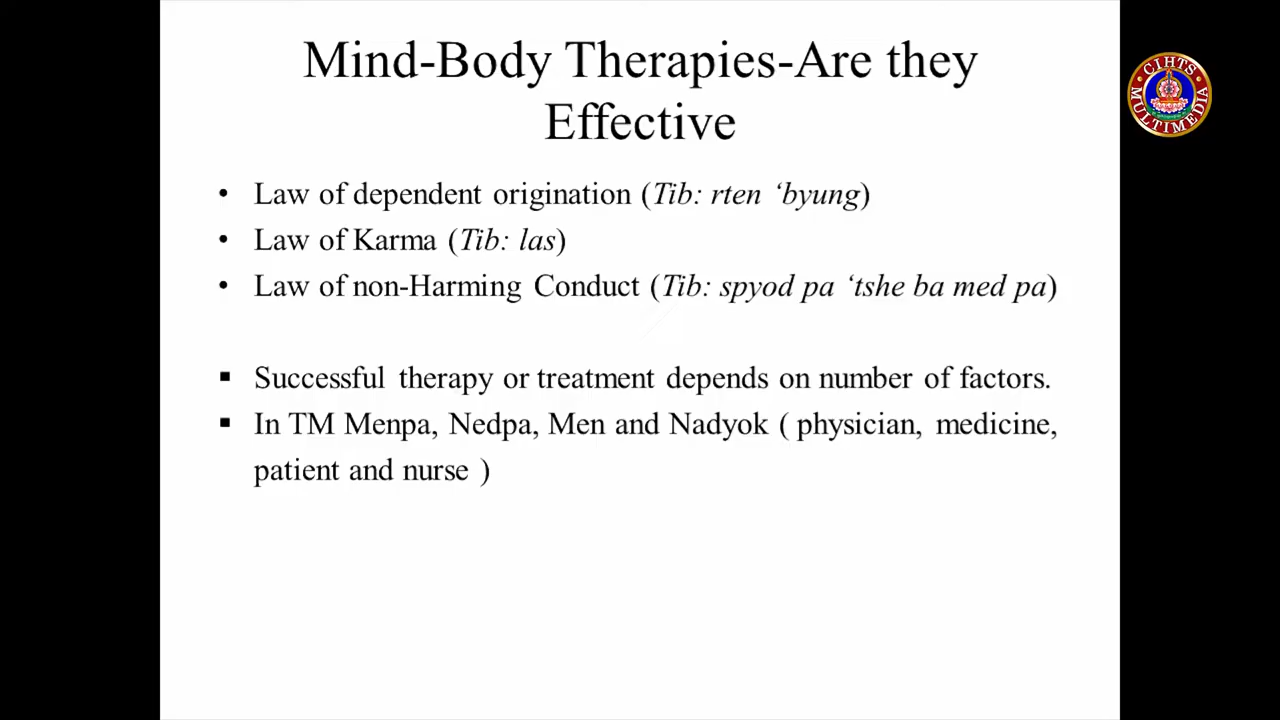 Mind-Body Therapies-Are they
Effective
• Law of dependent origination (Tib: rten ‘byung)
• Law of Karma (Tib: las)
• Law of non-Harming Conduct (Tib: spyod pa ‘tshe ba med pa)
▪ Successful therapy or treatment depends on number of factors.
▪ In TM Menpa, Nedpa, Men and Nadyok ( physician, medicine,
patient and nurse )
CIHTS
MULTIMEDIA